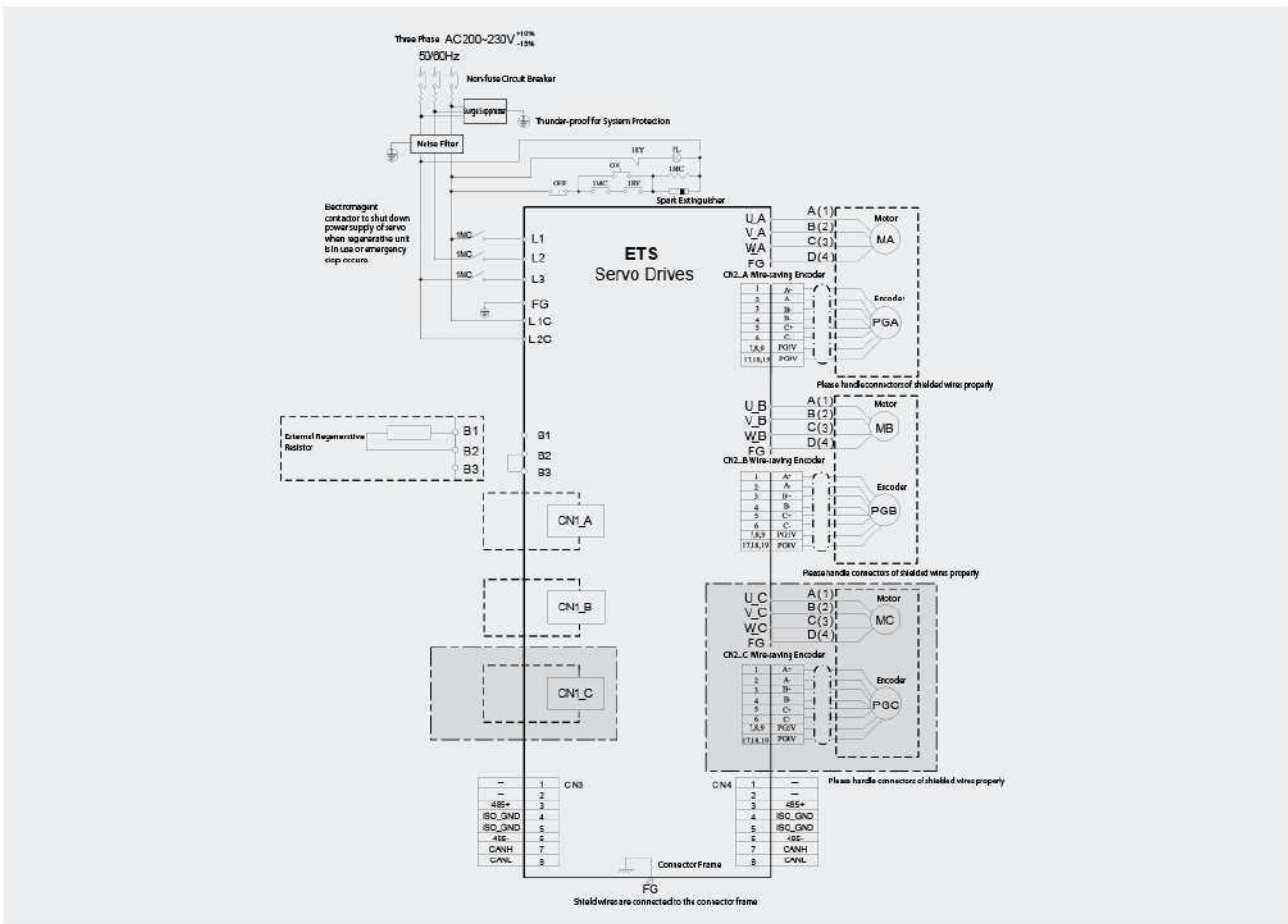 Three Phase AC200~230V +10% -15%
50/60Hz
Non-fuse Circuit Breaker
Surge Suppresser
Thunder-proof for System Protection
Noise Filter
1RY
PL
ON
1MC
OFF
1MC
1RY
Spark Extinguisher
Electromagent
contactor to shut down
power supply of servo
when regenerative unit
is in use or emergency
stop occurs.
1MC
L1
1MC
L2
1MC
L3
FG
L1C
L2C
ETS
Servo Drives
U_A A(1)
V_A B(2)
W_A C(3)
FG D(4)
Motor
MA
CN2_A Wire-saving Encoder
1 A+
2 A-
3 B+
4 B-
5 C+
6 C-
7,8,9 PG5V
17,18,19 PG0V
Encoder
PGA
Please handle connectors of shielded wires properly
U_B A(1)
V_B B(2)
W_B C(3)
FG D(4)
Motor
MB
CN2_B Wire-saving Encoder
1 A+
2 A-
3 B+
4 B-
5 C+
6 C-
7,8,9 PG5V
17,18,19 PG0V
Encoder
PGB
Please handle connectors of shielded wires properly
External Regenerative
Resistor
B1
B2
B3
B1
B2
B3
CN1_A
CN1_B
CN1_C
U_C A(1)
V_C B(2)
W_C C(3)
FG D(4)
Motor
MC
CN2_C Wire-saving Encoder
1 A+
2 A-
3 B+
4 B-
5 C+
6 C-
7,8,9 PG5V
17,18,19 PG0V
Encoder
PGC
Please handle connectors of shielded wires properly
CN3
— 1
— 2
485+ 3
ISO_GND 4
ISO_GND 5
485- 6
CANH 7
CANL 8
CN4
1 —
2 —
3 485+
4 ISO_GND
5 ISO_GND
6 485-
7 CANH
8 CANL
Connector Frame
FG
Shield wires are connected to the connector frame